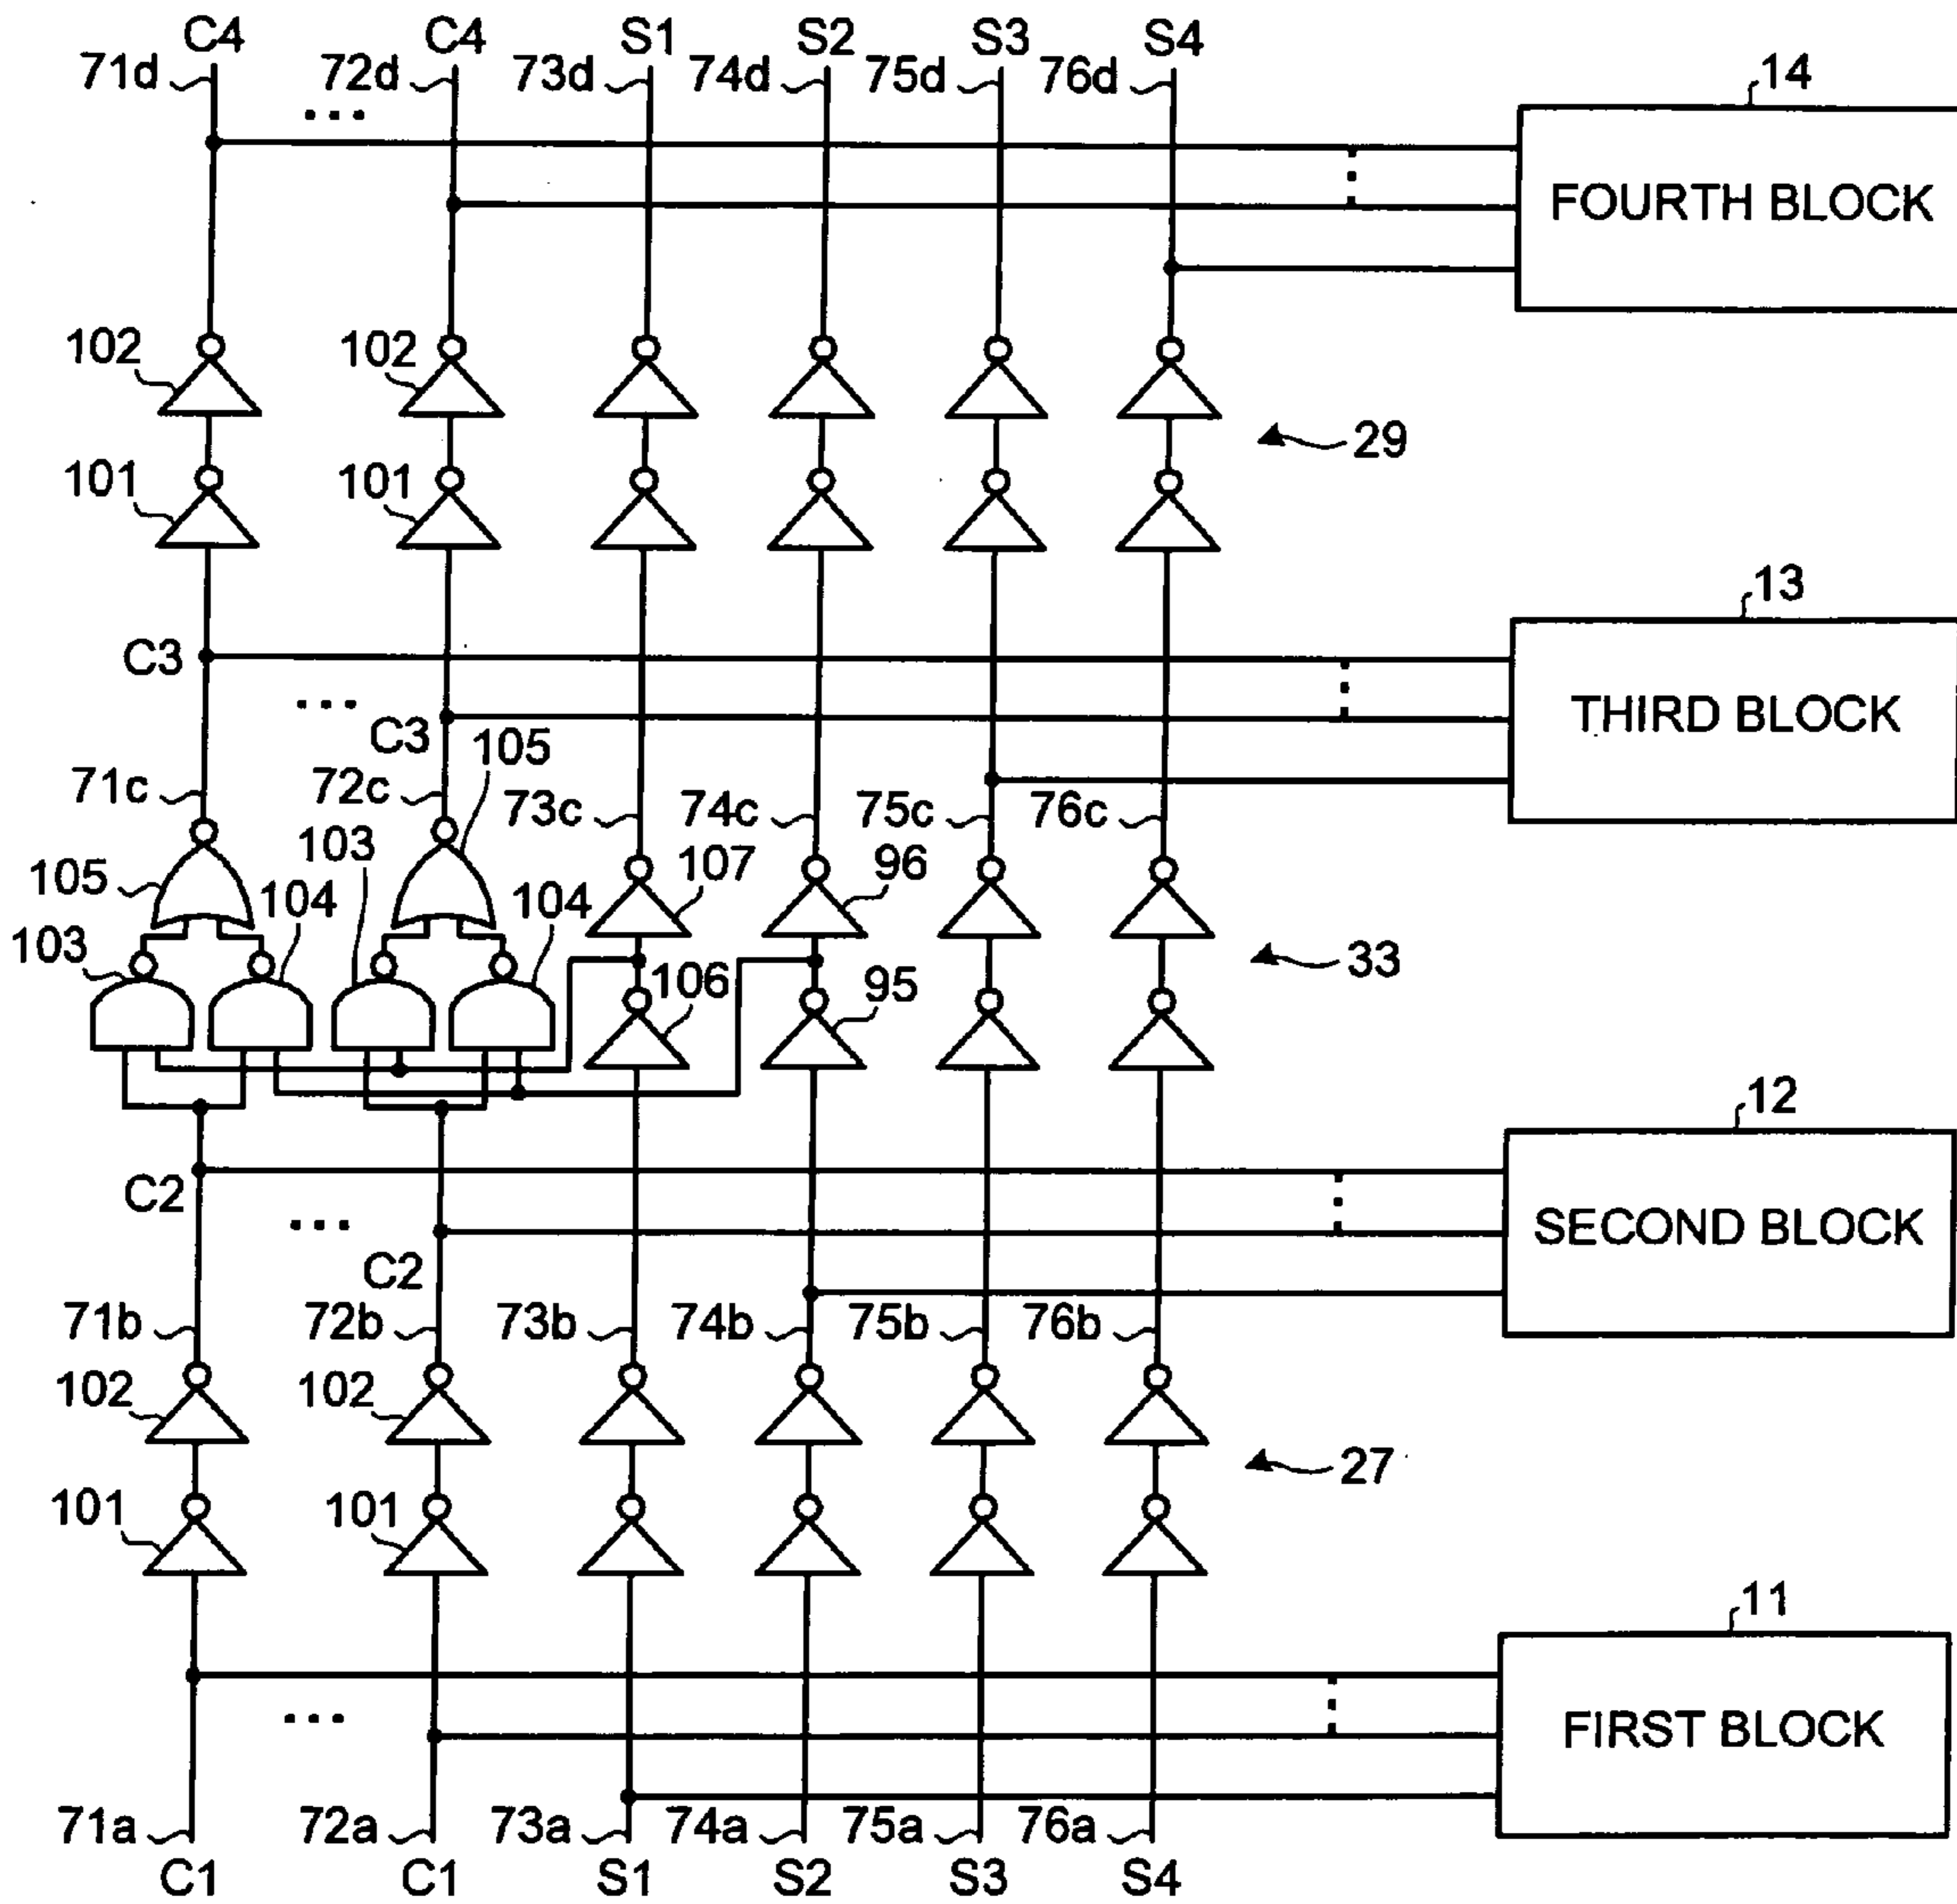 C4 C4 S1 S2 S3 S4
71d 72d 73d 74d 75d 76d 14
...
FOURTH BLOCK
102 102
29
101 101
13
C3
THIRD BLOCK
...
C3 105
71c 72c 73c 74c 75c 76c
103 107 96
105 104 104
103 33
106 95
12
C2
SECOND BLOCK
...
C2
71b 72b 73b 74b 75b 76b
102 102
27
101 101
11
...
FIRST BLOCK
71a 72a 73a 74a 75a 76a
C1 C1 S1 S2 S3 S4